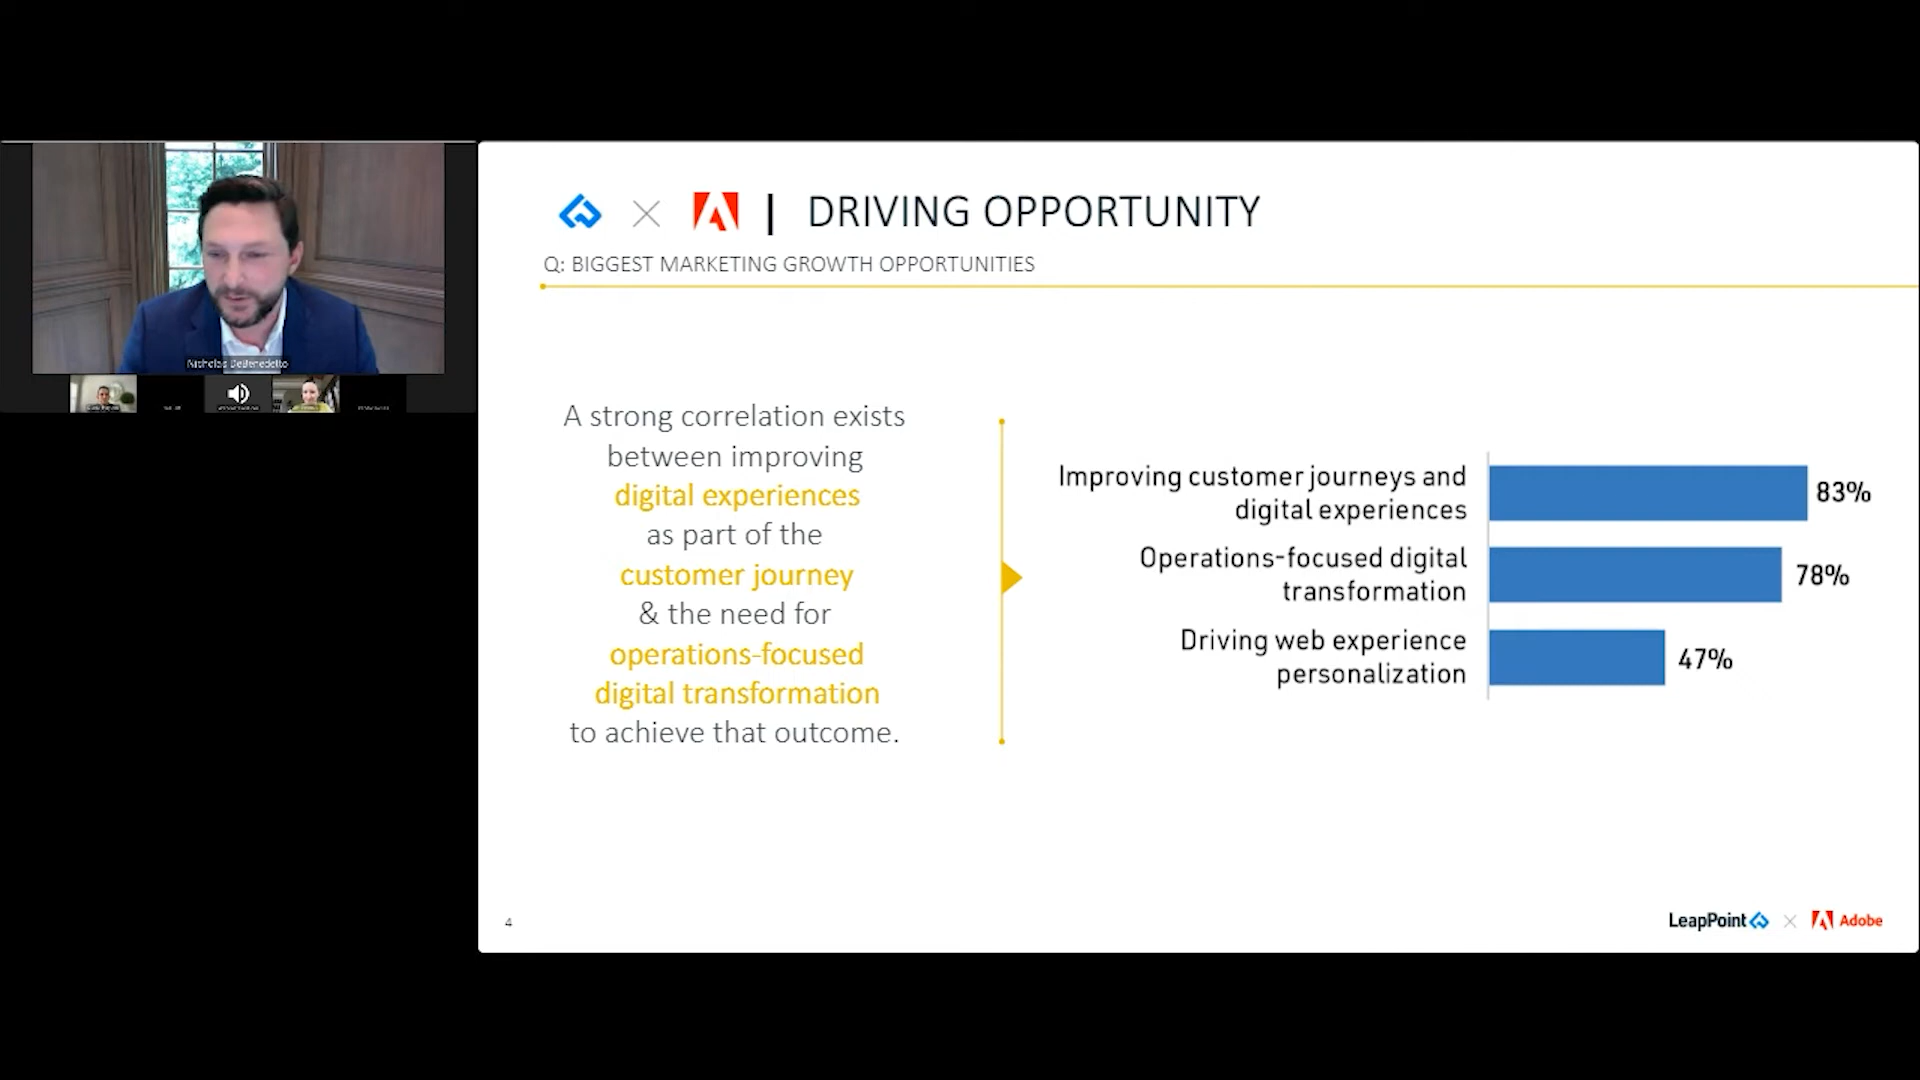 Nicholas DeBenedetto
DRIVING OPPORTUNITY
Q: BIGGEST MARKETING GROWTH OPPORTUNITIES
A strong correlation exists
between improving
digital experiences
as part of the
customer journey
& the need for
operations-focused
digital transformation
to achieve that outcome.
Improving customer journeys and
digital experiences
83%
Operations-focused digital
transformation
78%
Driving web experience
personalization
47%
4
LeapPoint
Adobe